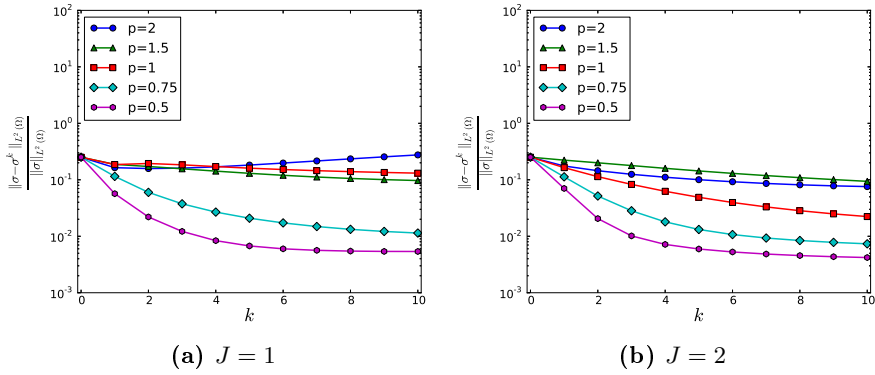 10^2
10^1
10^0
10^-1
10^-2
10^-3
‖σ−σ^k‖_{L^2(Ω)}
‖σ‖_{L^2(Ω)}
p=2
p=1.5
p=1
p=0.75
p=0.5
0 2 4 6 8 10
k
(a) J = 1
10^2
10^1
10^0
10^-1
10^-2
10^-3
‖σ−σ^k‖_{L^2(Ω)}
‖σ‖_{L^2(Ω)}
p=2
p=1.5
p=1
p=0.75
p=0.5
0 2 4 6 8 10
k
(b) J = 2